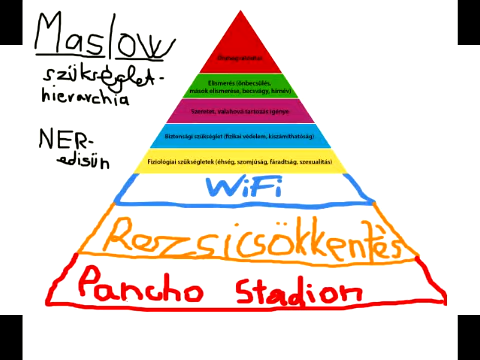 Maslow
szükséglet-
hierarchia
NER-
edisün
Elismerés (önbecsülés,
mások elismerése, becsvágy, hírnév)
Szeretet, valahová tartozás igénye
Biztonsági szükséglet (fizikai védelem, kiszámíthatóság)
Fiziológiai szükségletek (éhség, szomjúság, fáradtság, szexualitás)
WiFi
Rezsicsökkentés
Pancho Stadion